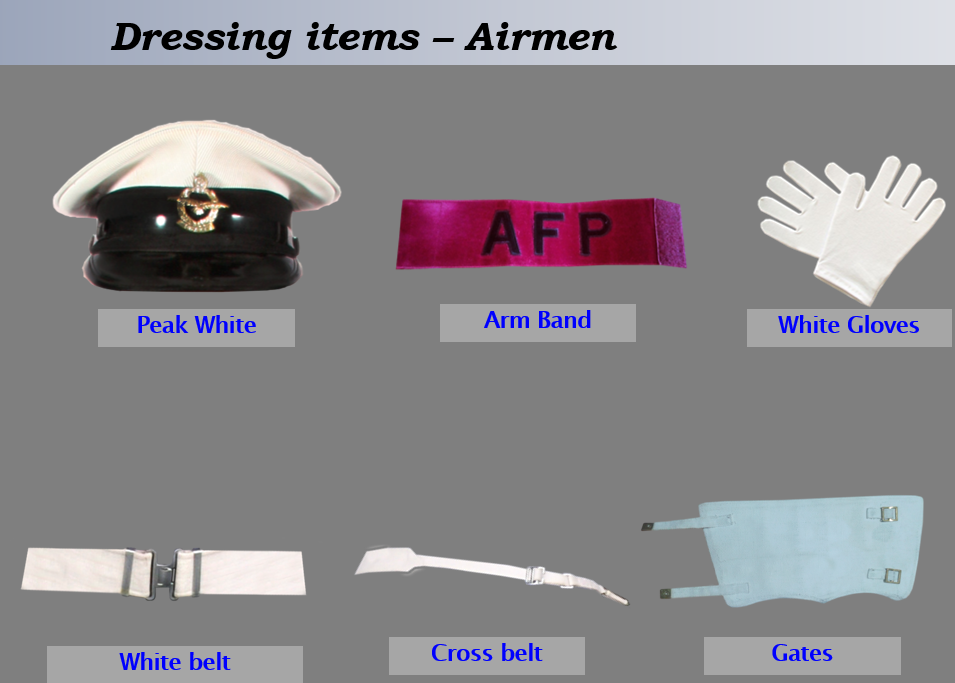 Dressing items – Airmen
AFP
Peak White
Arm Band
White Gloves
White belt
Cross belt
Gates